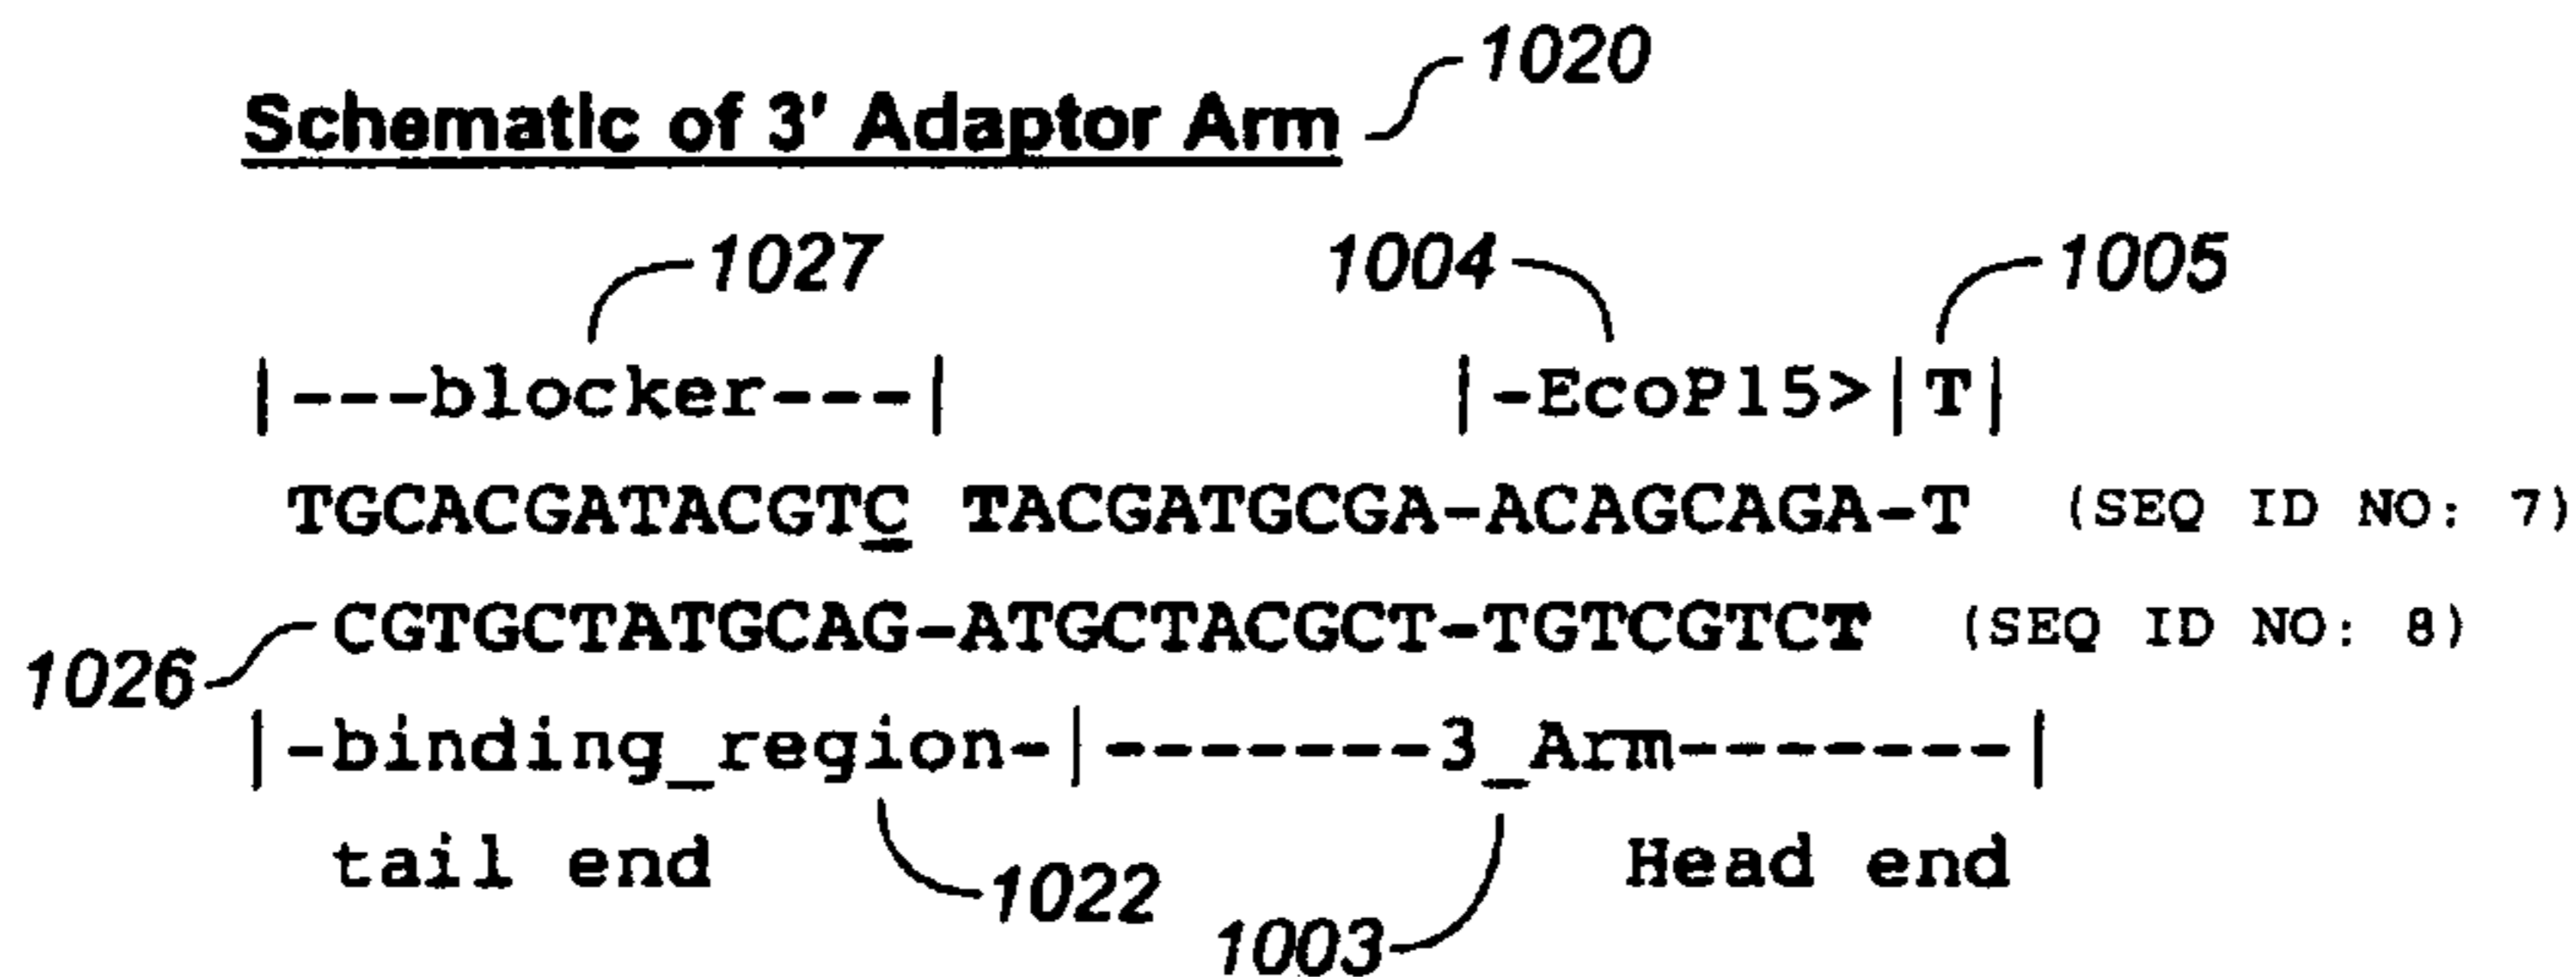 1020
Schematic of 3' Adaptor Arm
1027 1004 1005
|---blocker---| |-EcoP15>|T|
TGCACGATACGTC TACGATGCGA-ACAGCAGA-T (SEQ ID NO: 7)
CGTGCTATGCAG-ATGCTACGCT-TGTCGTCT (SEQ ID NO: 8)
1026
|-binding_region-|-------3_Arm-------|
tail end Head end
1022
1003